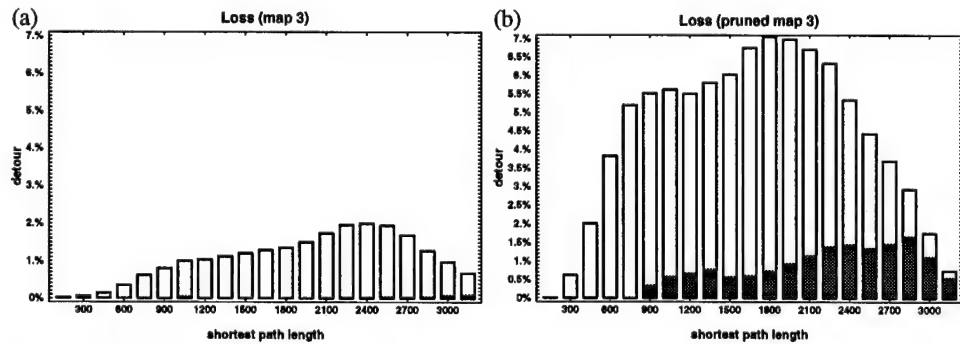 (a)
Loss (map 3)
7.%
6.%
5.%
4.%
3.%
2.%
1.%
0%
detour
300 600 900 1200 1500 1800 2100 2400 2700 3000
shortest path length
(b)
Loss (pruned map 3)
7.%
6.5%
6.%
5.5%
5.%
4.5%
4.%
3.5%
3.%
2.5%
2.%
1.5%
1.%
0.5%
0%
detour
300 600 900 1200 1500 1800 2100 2400 2700 3000
shortest path length